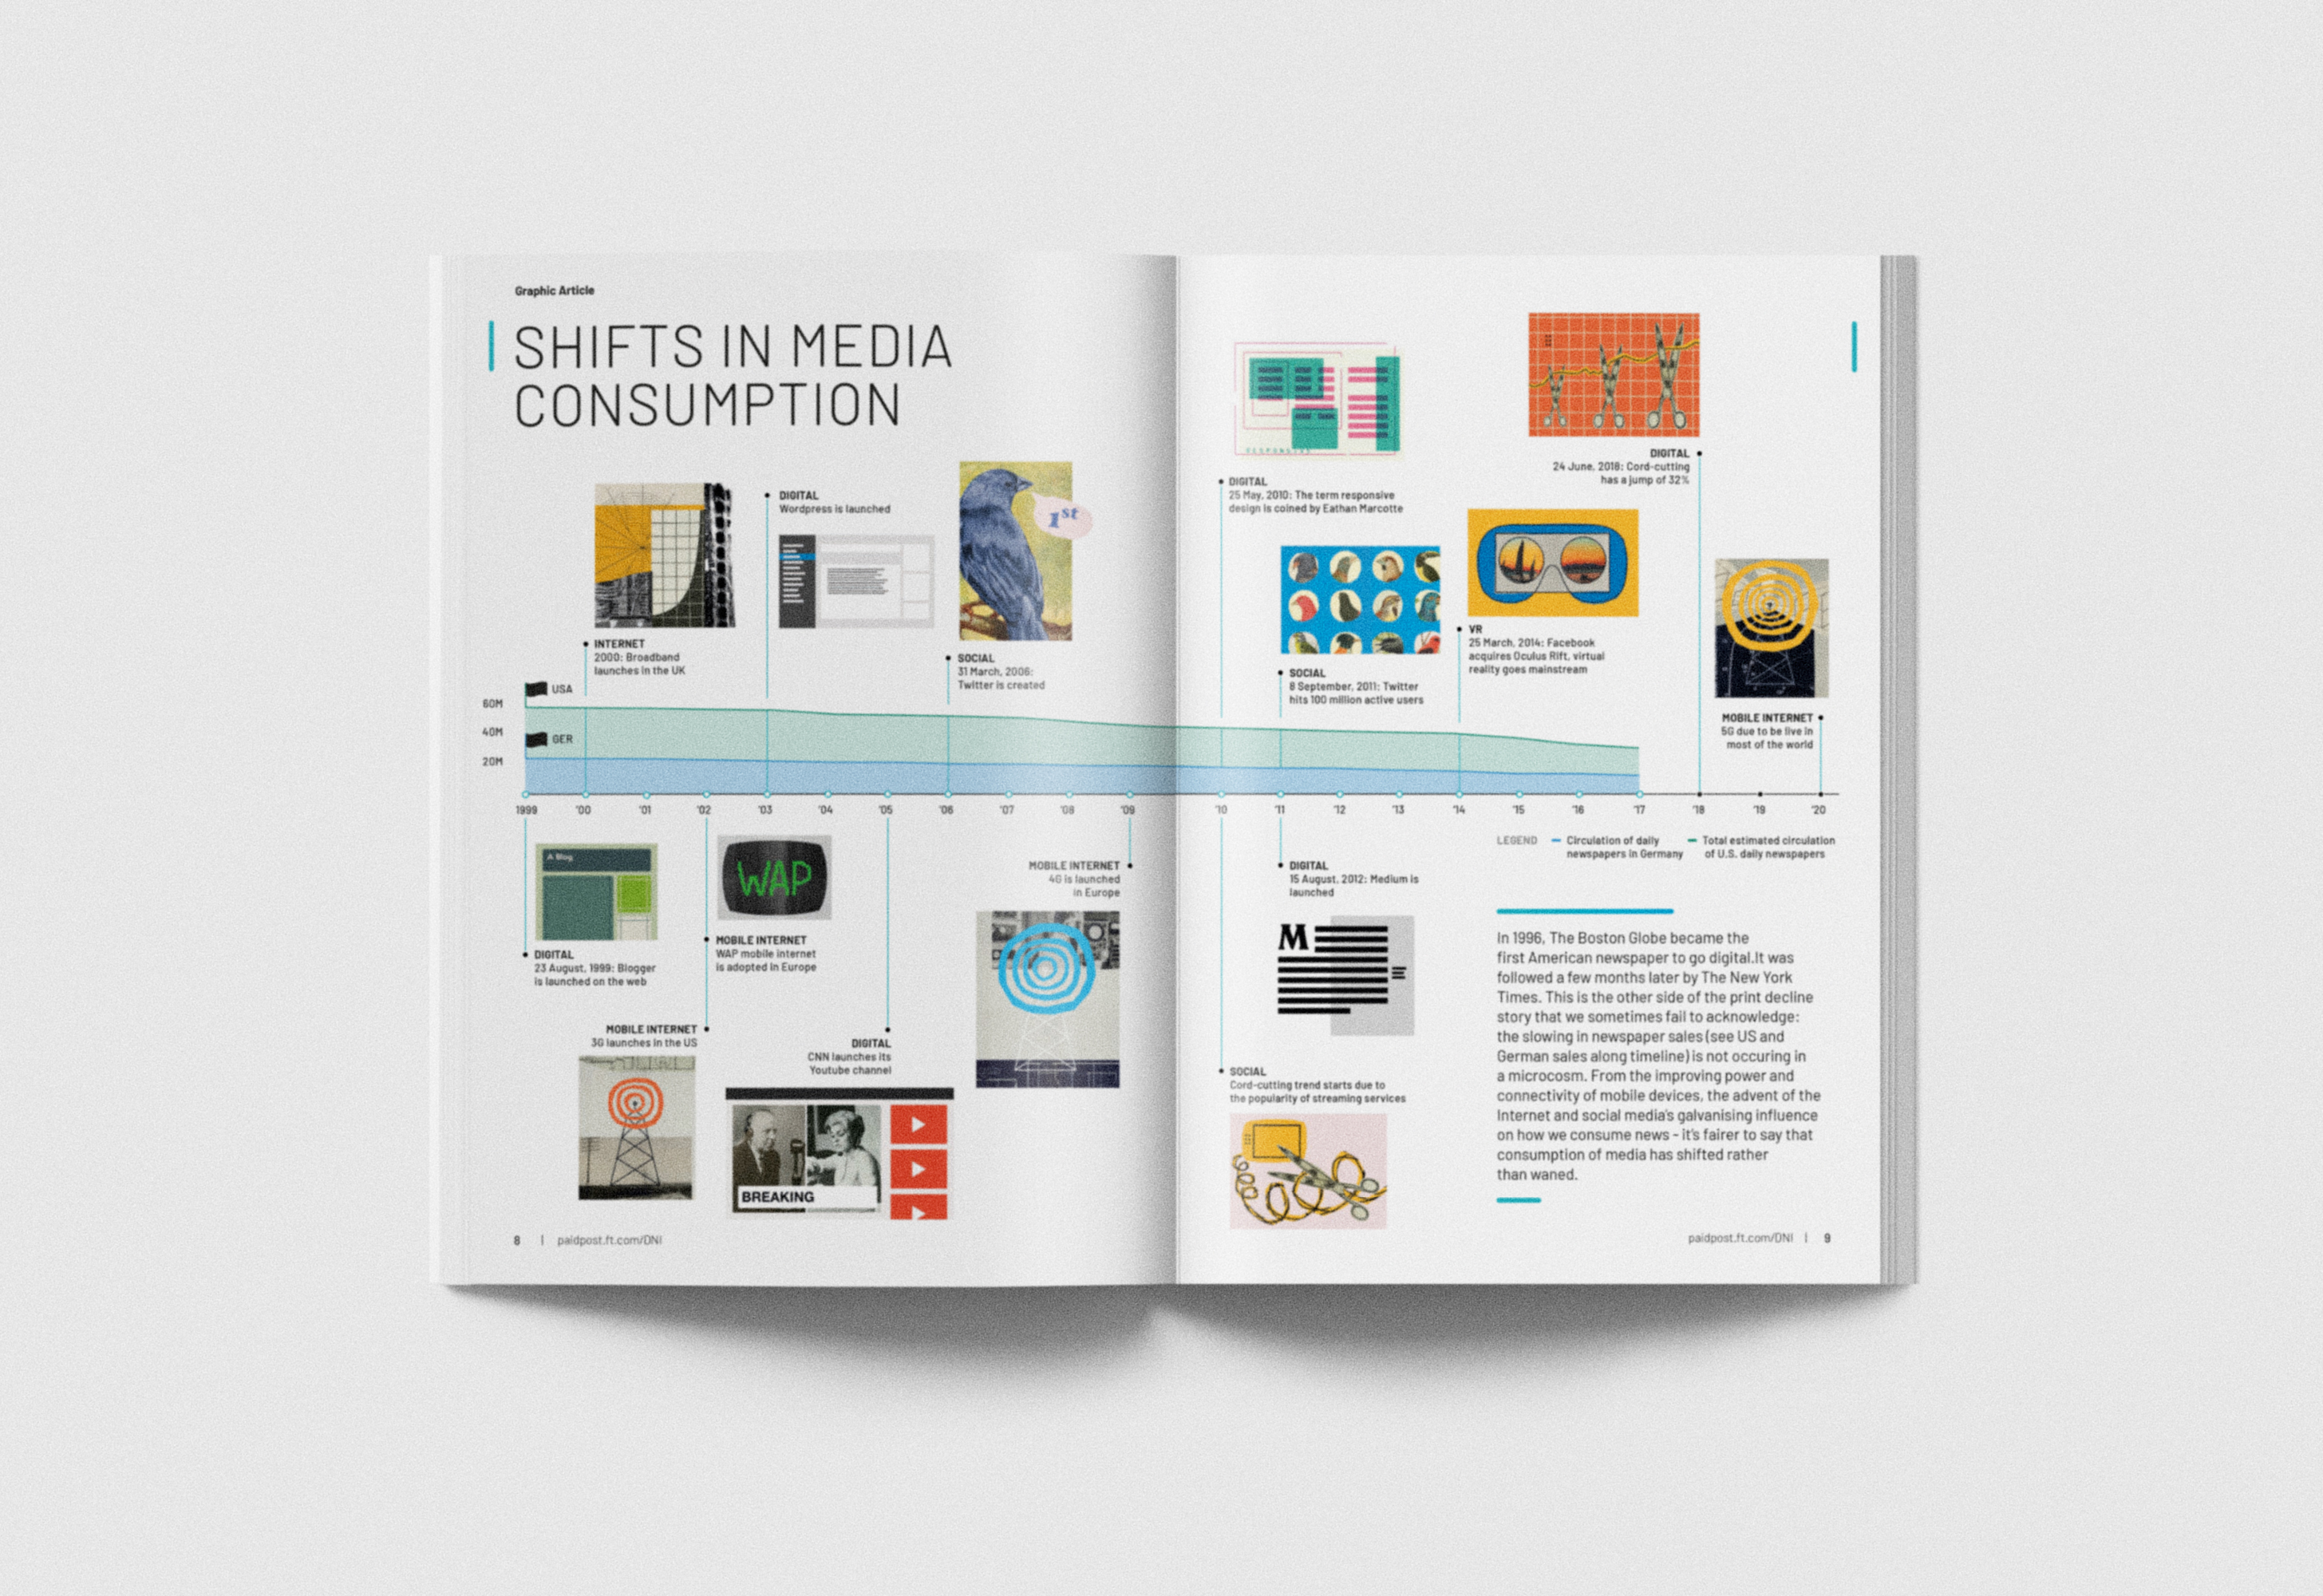 Graphic Article
SHIFTS IN MEDIA
CONSUMPTION
DIGITAL
Wordpress is launched
1st
INTERNET
2000: Broadband
launches in the UK
SOCIAL
31 March, 2006:
Twitter is created
USA
60M
40M
GER
20M
1999 '00 '01 '02 '03 '04 '05 '06 '07 '08 '09
A Blog
WAP
DIGITAL
23 August, 1999: Blogger
is launched on the web
MOBILE INTERNET
WAP mobile internet
is adopted in Europe
MOBILE INTERNET
4G is launched
in Europe
MOBILE INTERNET
3G launches in the US
DIGITAL
CNN launches its
Youtube channel
BREAKING
8 | paidpost.ft.com/DNI
RESPONSIVE
DIGITAL
25 May, 2010: The term responsive
design is coined by Eathan Marcotte
DIGITAL
24 June, 2018: Cord-cutting
has a jump of 32%
SOCIAL
8 September, 2011: Twitter
hits 100 million active users
VR
25 March, 2014: Facebook
acquires Oculus Rift, virtual
reality goes mainstream
MOBILE INTERNET
5G due to be live in
most of the world
'10 '11 '12 '13 '14 '15 '16 '17 '18 '19 '20
LEGEND
Circulation of daily
newspapers in Germany
Total estimated circulation
of U.S. daily newspapers
DIGITAL
15 August, 2012: Medium is
launched
M
SOCIAL
Cord-cutting trend starts due to
the popularity of streaming services
In 1996, The Boston Globe became the
first American newspaper to go digital.It was
followed a few months later by The New York
Times. This is the other side of the print decline
story that we sometimes fail to acknowledge:
the slowing in newspaper sales (see US and
German sales along timeline) is not occuring in
a microcosm. From the improving power and
connectivity of mobile devices, the advent of the
Internet and social media's galvanising influence
on how we consume news - it's fairer to say that
consumption of media has shifted rather
than waned.
paidpost.ft.com/DNI | 9